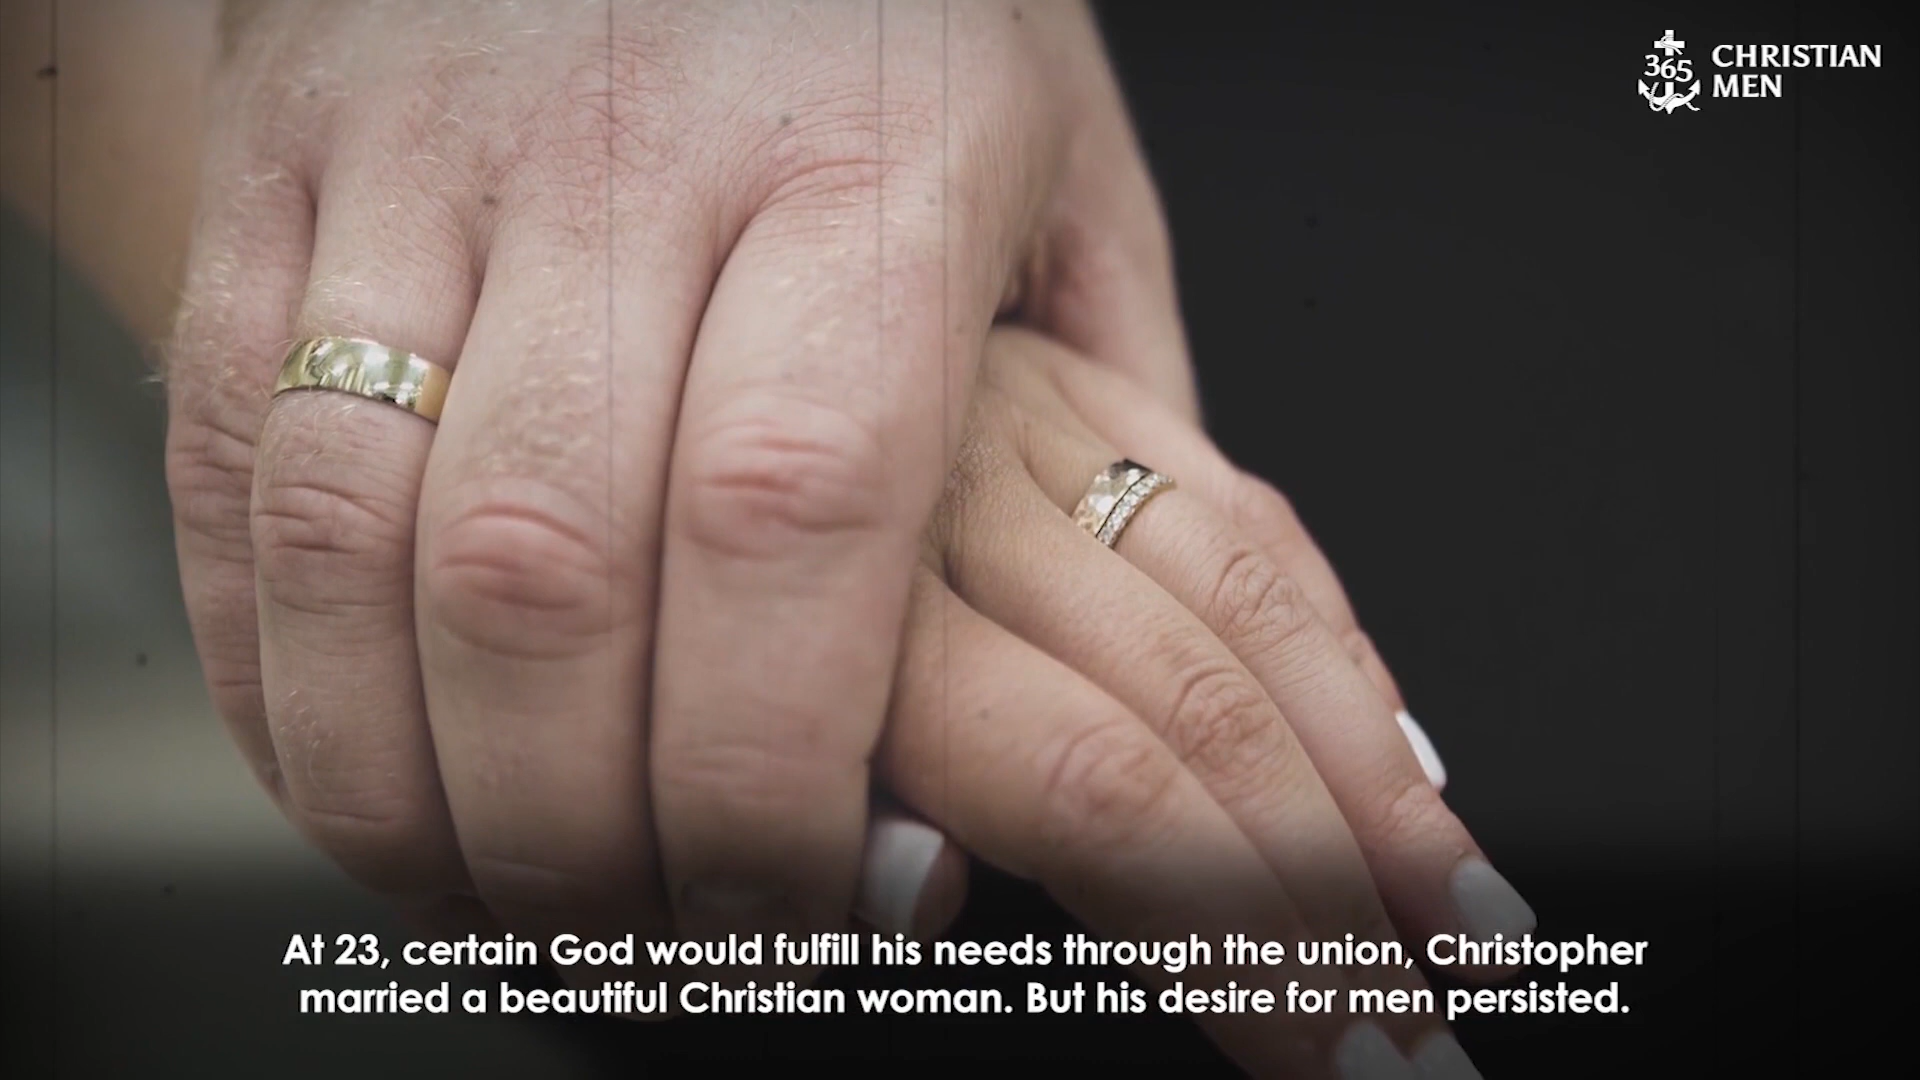 365
CHRISTIAN
MEN
At 23, certain God would fulfill his needs through the union, Christopher
married a beautiful Christian woman. But his desire for men persisted.